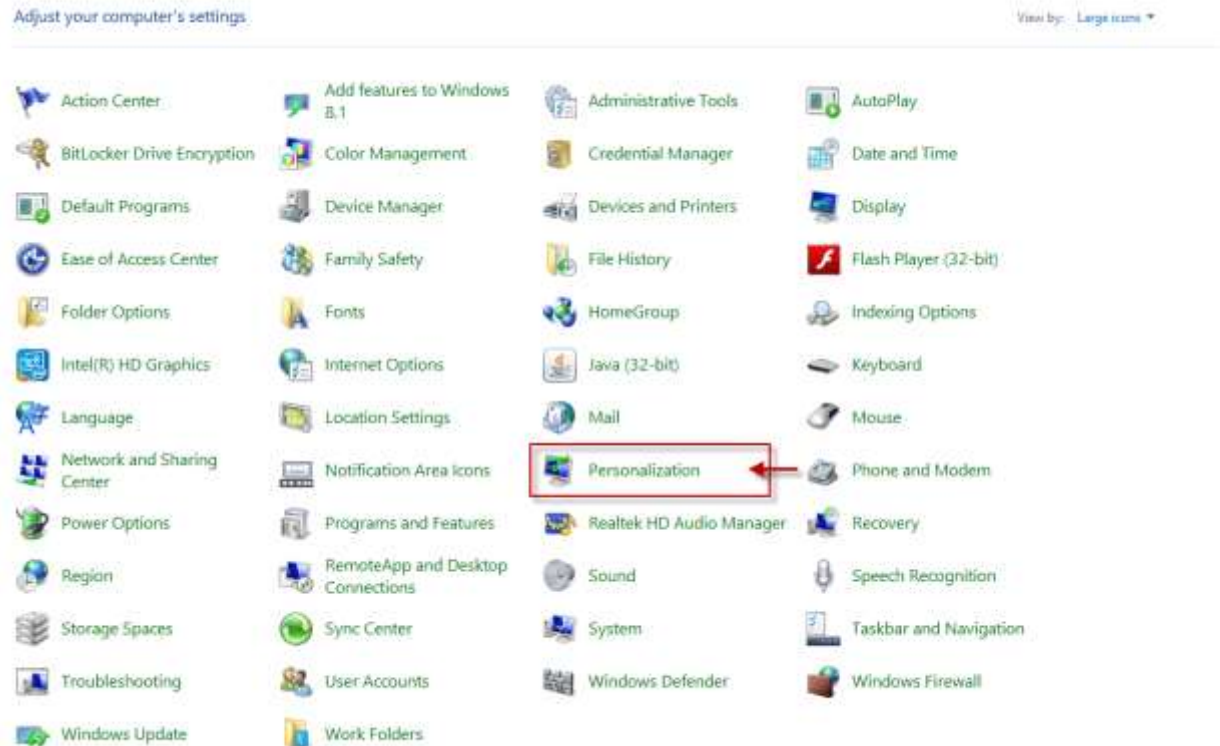 Adjust your computer's settings
View by: Large icons
Action Center
Add features to Windows
8.1
Administrative Tools
AutoPlay
BitLocker Drive Encryption
Color Management
Credential Manager
Date and Time
Default Programs
Device Manager
Devices and Printers
Display
Ease of Access Center
Family Safety
File History
Flash Player (32-bit)
Folder Options
Fonts
HomeGroup
Indexing Options
Intel(R) HD Graphics
Internet Options
Java (32-bit)
Keyboard
Language
Location Settings
Mail
Mouse
Network and Sharing
Center
Notification Area Icons
Personalization
Phone and Modem
Power Options
Programs and Features
Realtek HD Audio Manager
Recovery
Region
RemoteApp and Desktop
Connections
Sound
Speech Recognition
Storage Spaces
Sync Center
System
Taskbar and Navigation
Troubleshooting
User Accounts
Windows Defender
Windows Firewall
Windows Update
Work Folders